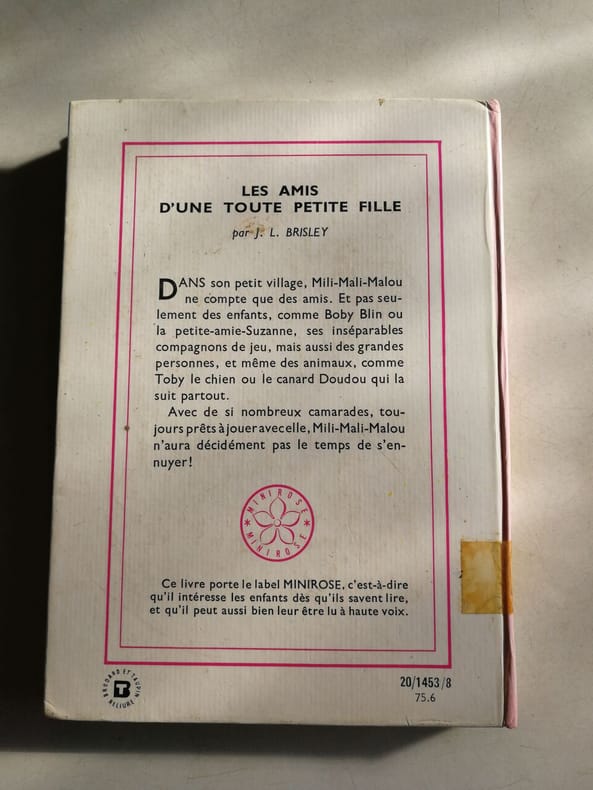 LES AMIS
D'UNE TOUTE PETITE FILLE
par J. L. BRISLEY
DANS son petit village, Mili-Mali-Malou
ne compte que des amis. Et pas seu-
lement des enfants, comme Boby Blin ou
la petite-amie-Suzanne, ses inséparables
compagnons de jeu, mais aussi des grandes
personnes, et même des animaux, comme
Toby le chien ou le canard Doudou qui la
suit partout.
Avec de si nombreux camarades, tou-
jours prêts à jouer avec elle, Mili-Mali-Malou
n'aura décidément pas le temps de s'en-
nuyer!
MINIROSE
MINIROSE
Ce livre porte le label MINIROSE, c'est-à-dire
qu'il intéresse les enfants dès qu'ils savent lire,
et qu'il peut aussi bien leur être lu à haute voix.
BRODARD ET TAUPIN
RELIURE
20/1453/8
75.6